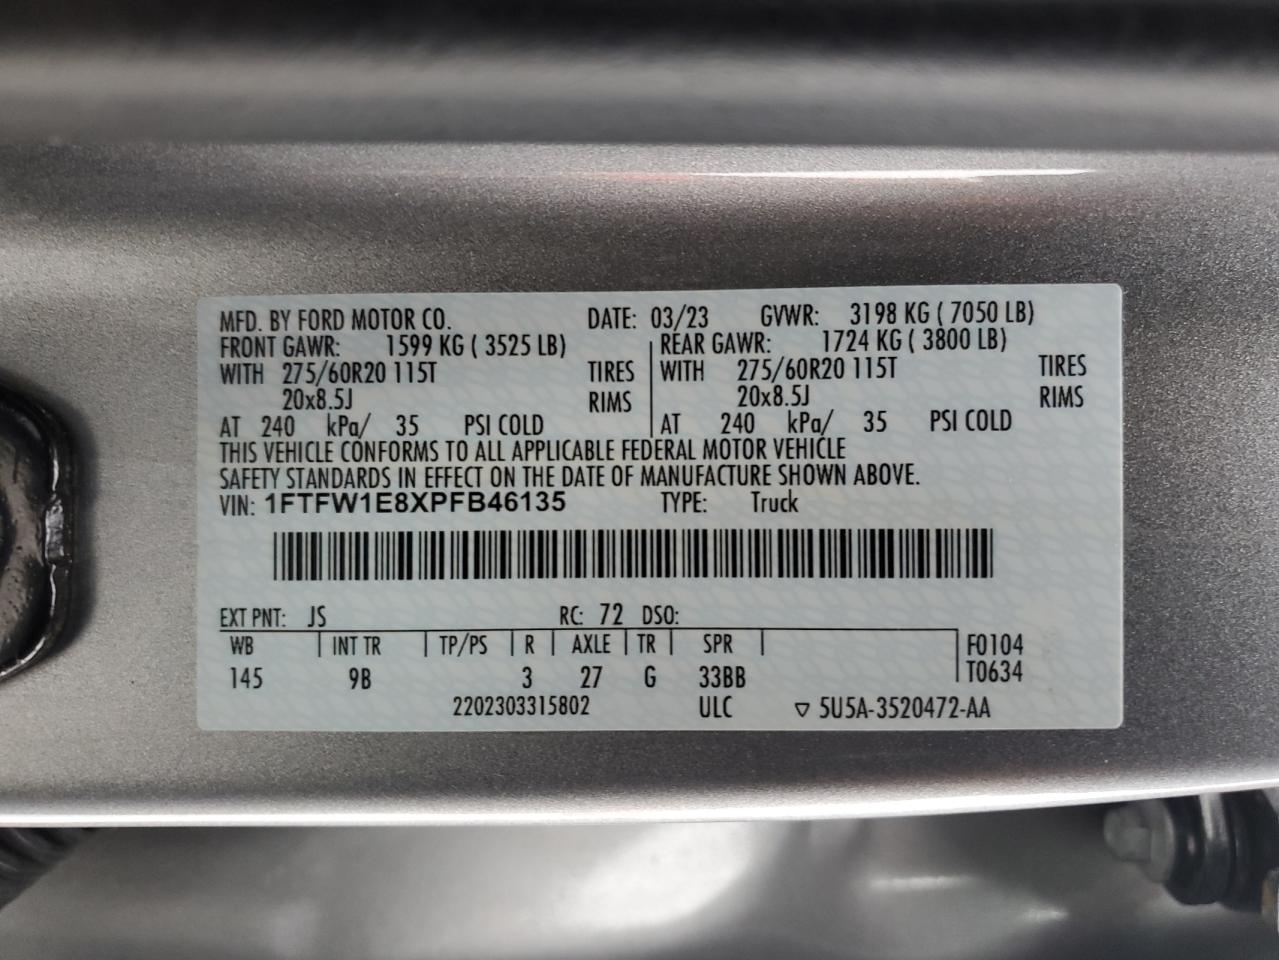 MFD. BY FORD MOTOR CO. DATE: 03/23 GVWR: 3198 KG ( 7050 LB)
FRONT GAWR: 1599 KG ( 3525 LB) REAR GAWR: 1724 KG ( 3800 LB)
WITH 275/60R20 115T TIRES WITH 275/60R20 115T TIRES
20x8.5J RIMS 20x8.5J RIMS
AT 240 kPa/ 35 PSI COLD AT 240 kPa/ 35 PSI COLD
THIS VEHICLE CONFORMS TO ALL APPLICABLE FEDERAL MOTOR VEHICLE
SAFETY STANDARDS IN EFFECT ON THE DATE OF MANUFACTURE SHOWN ABOVE.
VIN: 1FTFW1E8XPFB46135 TYPE: Truck
EXT PNT: JS RC: 72 DSO:
WB INT TR TP/PS R AXLE TR SPR F0104
145 9B 3 27 G 33BB T0634
2202303315802 ULC ▽ 5U5A-3520472-AA